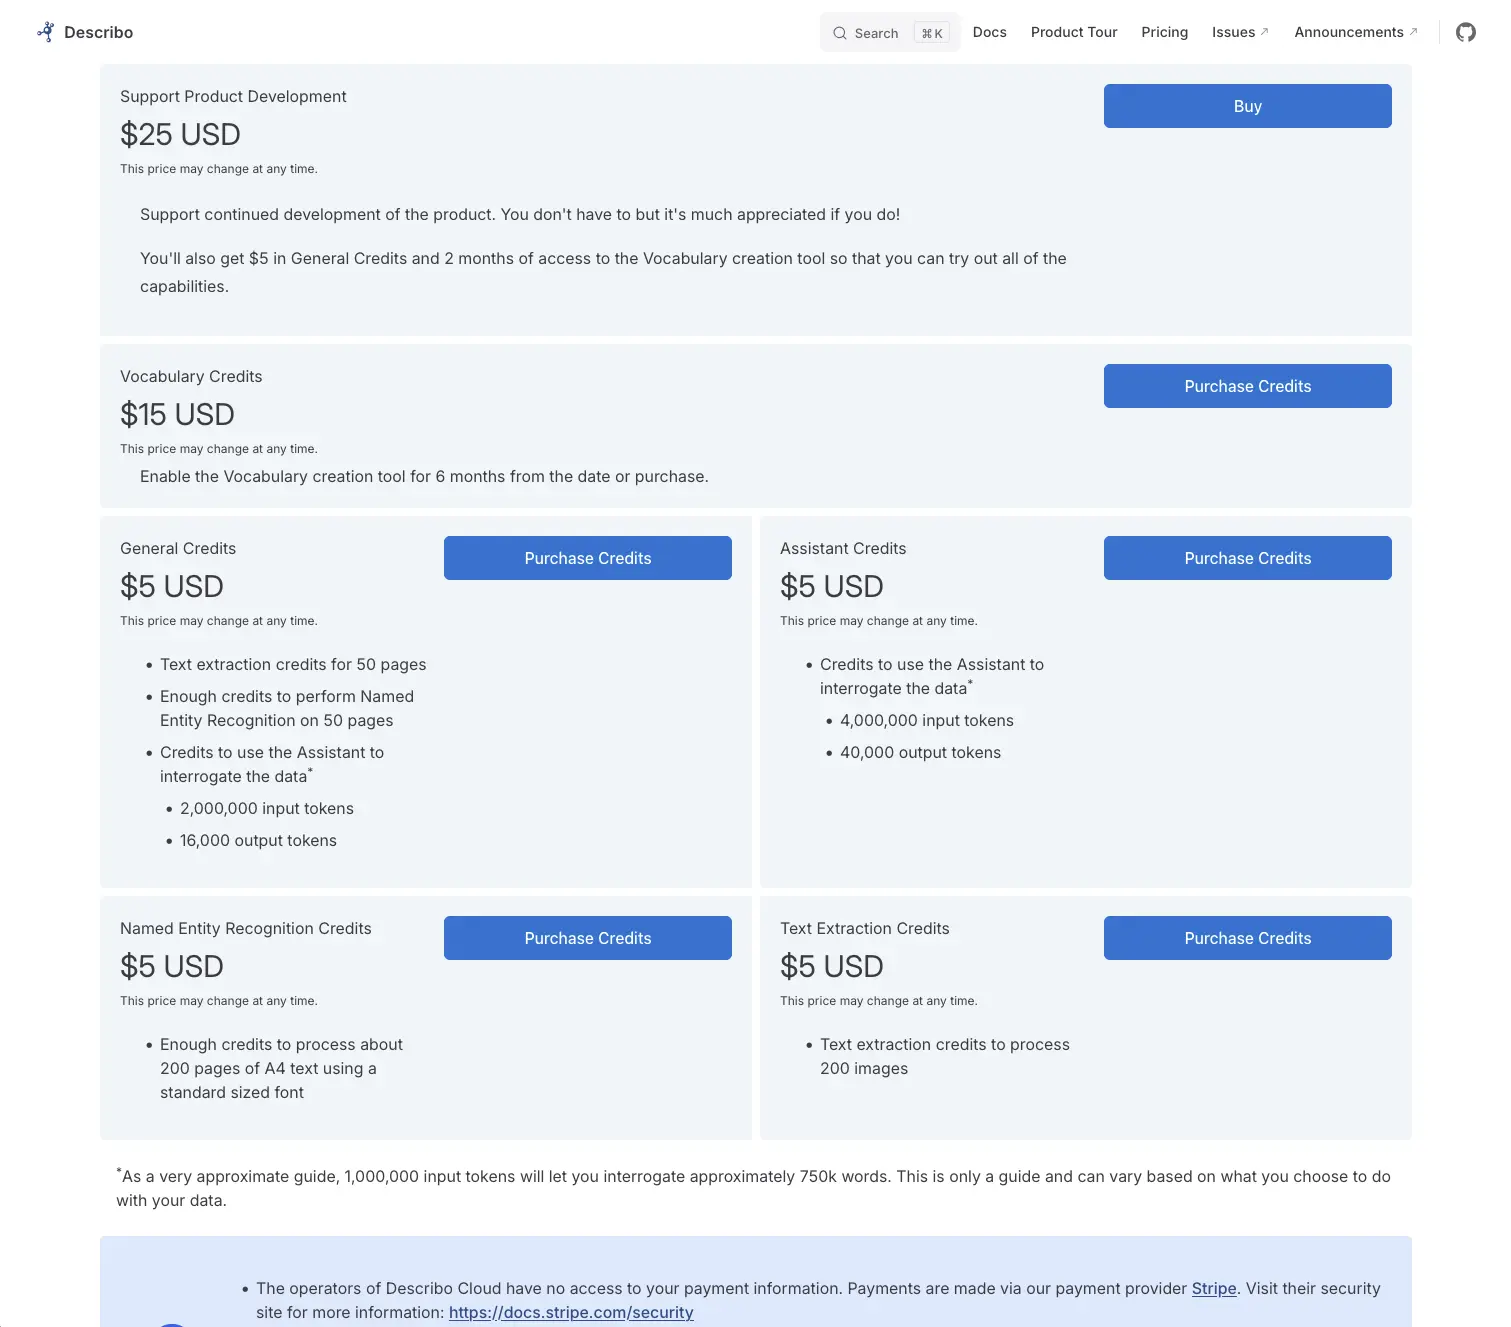 Describo
Search ⌘ K
Docs
Product Tour
Pricing
Issues
Announcements
Support Product Development
$25 USD
This price may change at any time.
Buy
Support continued development of the product. You don't have to but it's much appreciated if you do!
You'll also get $5 in General Credits and 2 months of access to the Vocabulary creation tool so that you can try out all of the
capabilities.
Vocabulary Credits
$15 USD
This price may change at any time.
Purchase Credits
Enable the Vocabulary creation tool for 6 months from the date or purchase.
General Credits
$5 USD
This price may change at any time.
Purchase Credits
• Text extraction credits for 50 pages
• Enough credits to perform Named
Entity Recognition on 50 pages
• Credits to use the Assistant to
interrogate the data*
• 2,000,000 input tokens
• 16,000 output tokens
Assistant Credits
$5 USD
This price may change at any time.
Purchase Credits
• Credits to use the Assistant to
interrogate the data*
• 4,000,000 input tokens
• 40,000 output tokens
Named Entity Recognition Credits
$5 USD
This price may change at any time.
Purchase Credits
• Enough credits to process about
200 pages of A4 text using a
standard sized font
Text Extraction Credits
$5 USD
This price may change at any time.
Purchase Credits
• Text extraction credits to process
200 images
*As a very approximate guide, 1,000,000 input tokens will let you interrogate approximately 750k words. This is only a guide and can vary based on what you choose to do
with your data.
• The operators of Describo Cloud have no access to your payment information. Payments are made via our payment provider Stripe. Visit their security
site for more information: https://docs.stripe.com/security